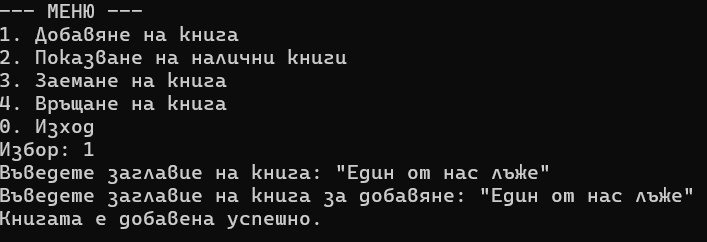 --- МЕНЮ ---
1. Добавяне на книга
2. Показване на налични книги
3. Заемане на книга
4. Връщане на книга
0. Изход
Избор: 1
Въведете заглавие на книга: "Един от нас лъже"
Въведете заглавие на книга за добавяне: "Един от нас лъже"
Книгата е добавена успешно.